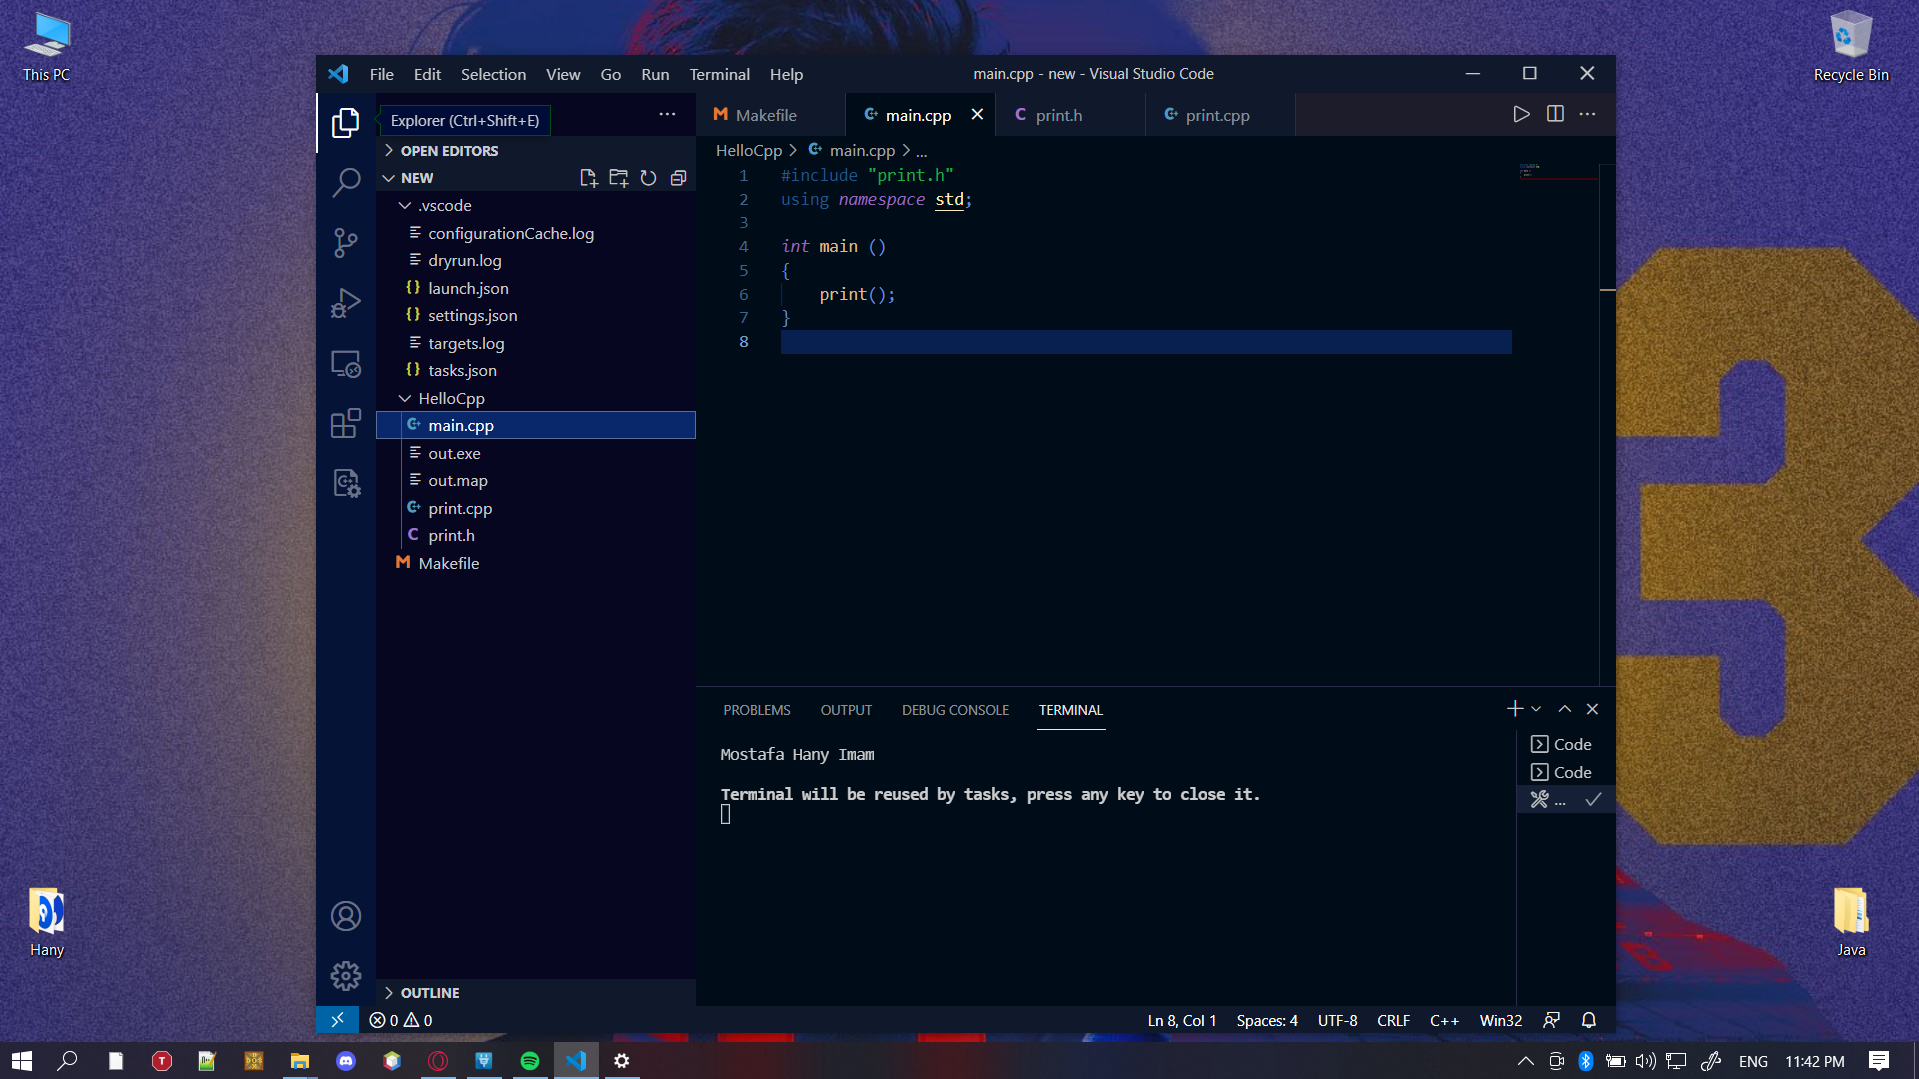 This PC
Recycle Bin
File Edit Selection View Go Run Terminal Help
main.cpp - new - Visual Studio Code
Explorer (Ctrl+Shift+E)
OPEN EDITORS
NEW
.vscode
configurationCache.log
dryrun.log
launch.json
settings.json
targets.log
tasks.json
HelloCpp
main.cpp
out.exe
out.map
print.cpp
print.h
Makefile
OUTLINE
Makefile main.cpp print.h print.cpp
HelloCpp > main.cpp > ...
1 #include "print.h"
2 using namespace std;
3
4 int main ()
5 {
6 print();
7 }
8
PROBLEMS OUTPUT DEBUG CONSOLE TERMINAL
Mostafa Hany Imam
Terminal will be reused by tasks, press any key to close it.
Code
Code
...
Hany
Java
0 0
Ln 8, Col 1 Spaces: 4 UTF-8 CRLF C++ Win32
ENG 11:42 PM